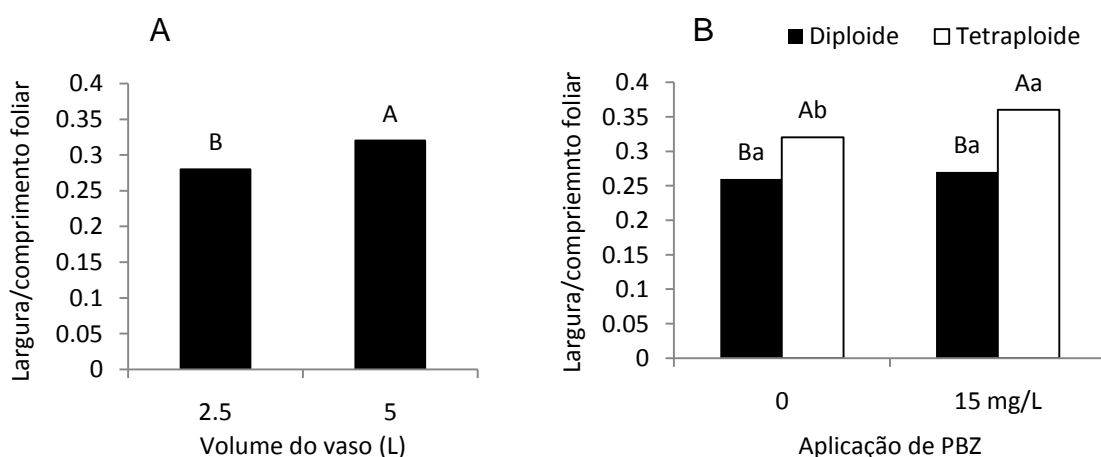 A
Largura/comprimento foliar
0.4
0.35
0.3
0.25
0.2
0.15
0.1
0.05
0
B
A
2.5
5
Volume do vaso (L)
B
Diploide
Tetraploide
Largura/compriemnto foliar
0.4
0.35
0.3
0.25
0.2
0.15
0.1
0.05
0
Ba
Ab
Ba
Aa
0
15 mg/L
Aplicação de PBZ